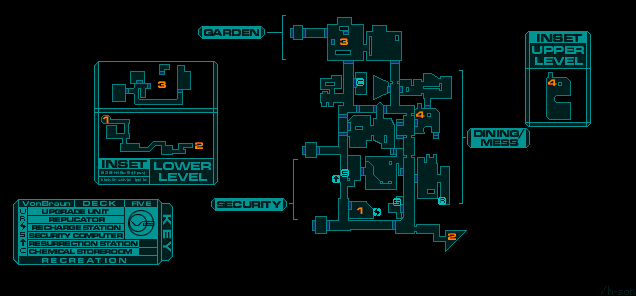 GARDEN
INSET
UPPER
LEVEL
3
3
4
4
1
2
INSET
LOWER
LEVEL
DINING/
MESS
SECURITY
1
2
VonBraun DECK FIVE
UPGRADE UNIT
REPLICATOR
RECHARGE STATION
SECURITY COMPUTER
RESURRECTION STATION
CHEMICAL STOREROOM
KEY
RECREATION